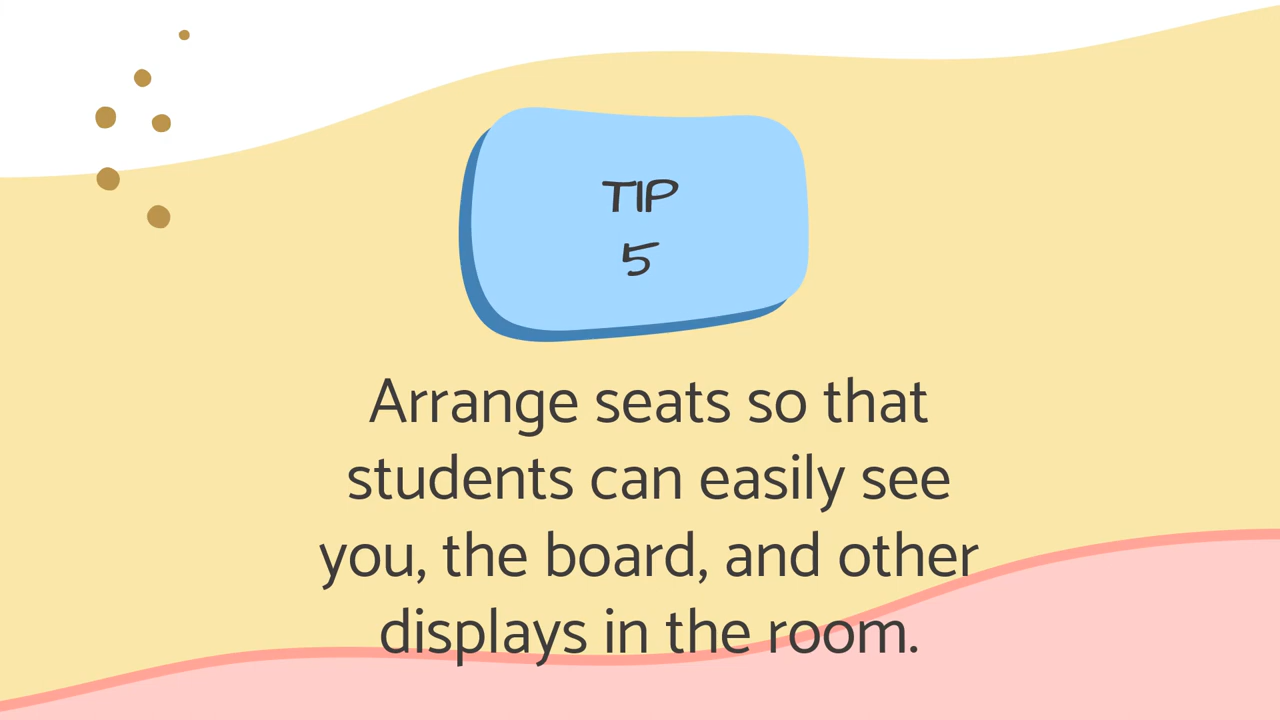 TIP
5
Arrange seats so that
students can easily see
you, the board, and other
displays in the room.